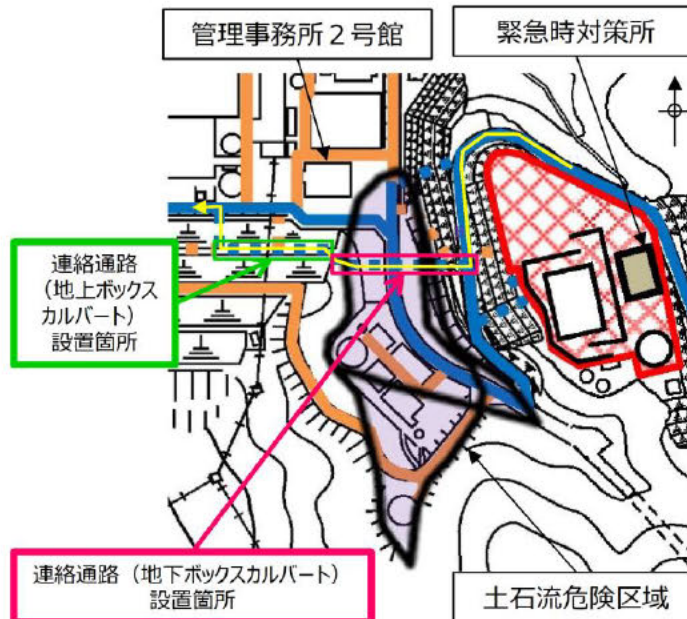 管理事務所２号館
緊急時対策所
連絡通路
（地上ボックス
カルバート）
設置箇所
連絡通路（地下ボックスカルバート）
設置箇所
土石流危険区域